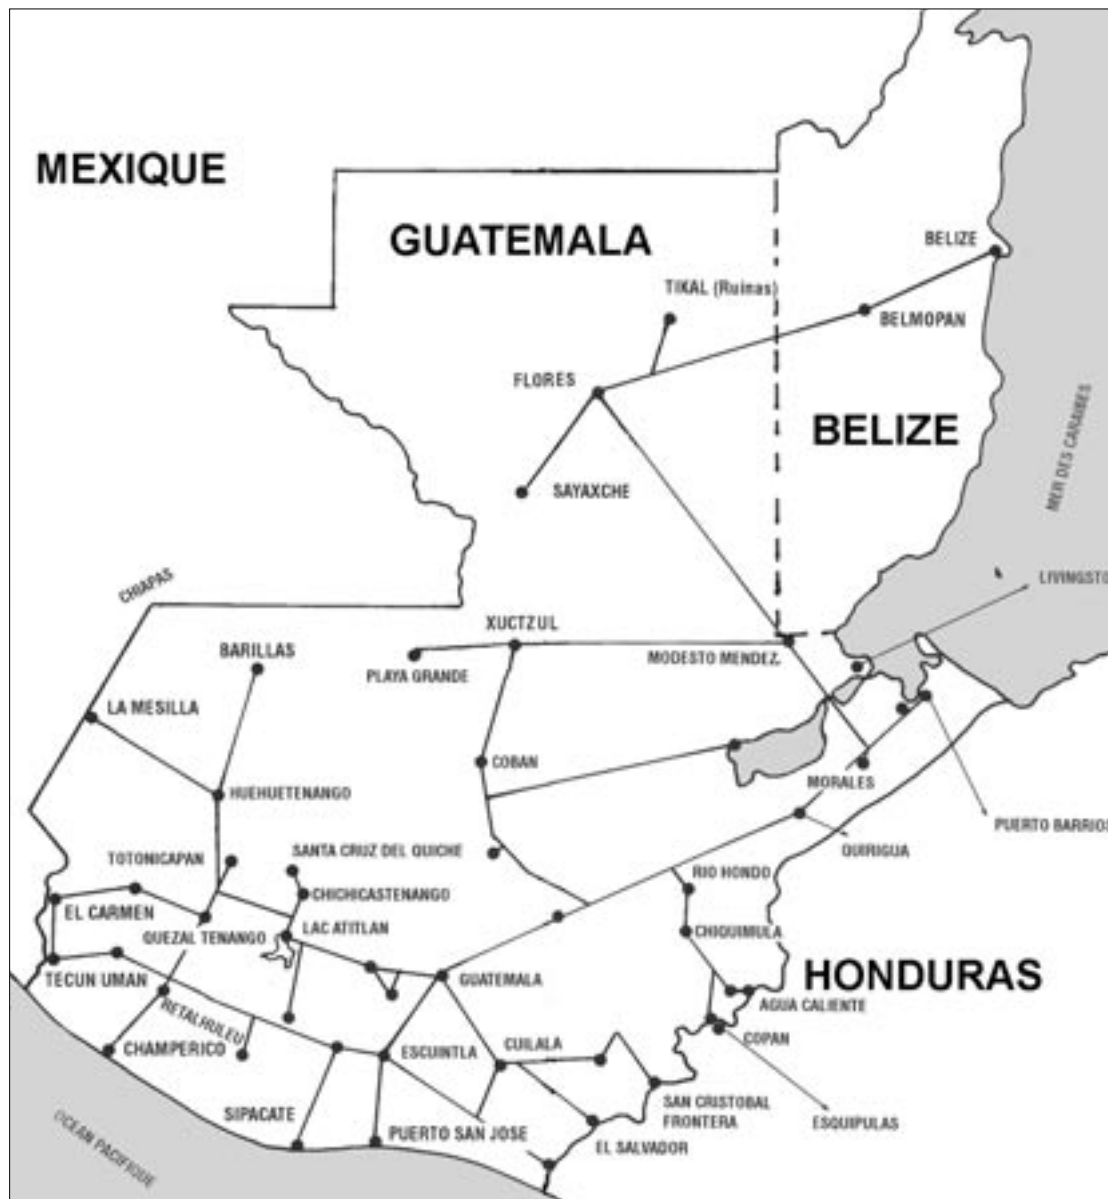 MEXIQUE
GUATEMALA
BELIZE
TIKAL (Ruinas)
BELMOPAN
FLORES
BELIZE
SAYAXCHE
MER DES CARAIBES
CHIAPAS
LIVINGSTO
XUCTZUL
BARILLAS
MODESTO MENDEZ
PLAYA GRANDE
LA MESILLA
COBAN
MORALES
HUEHUETENANGO
PUERTO BARRIOS
QUIRIGUA
TOTONICAPAN
SANTA CRUZ DEL QUICHE
RIO HONDO
CHICHICASTENANGO
EL CARMEN
LAC ATITLAN
QUEZAL TENANGO
CHIQUIMULA
HONDURAS
TECUN UMAN
GUATEMALA
AGUA CALIENTE
RETALHULEU
COPAN
CHAMPERICO
ESCUINTLA
CUILALA
SIPACATE
SAN CRISTOBAL
FRONTERA
ESQUIPULAS
PUERTO SAN JOSE
EL SALVADOR
OCEAN PACIFIQUE